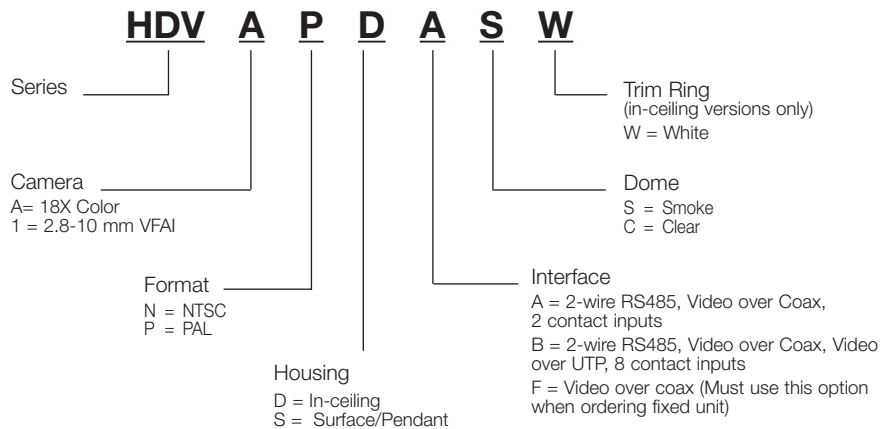 HDV A P D A S W
Series
Trim Ring
(in-ceiling versions only)
W = White
Camera
A= 18X Color
1 = 2.8-10 mm VFAI
Dome
S = Smoke
C = Clear
Format
N = NTSC
P = PAL
Interface
A = 2-wire RS485, Video over Coax,
2 contact inputs
B = 2-wire RS485, Video over Coax, Video
over UTP, 8 contact inputs
F = Video over coax (Must use this option
when ordering fixed unit)
Housing
D = In-ceiling
S = Surface/Pendant